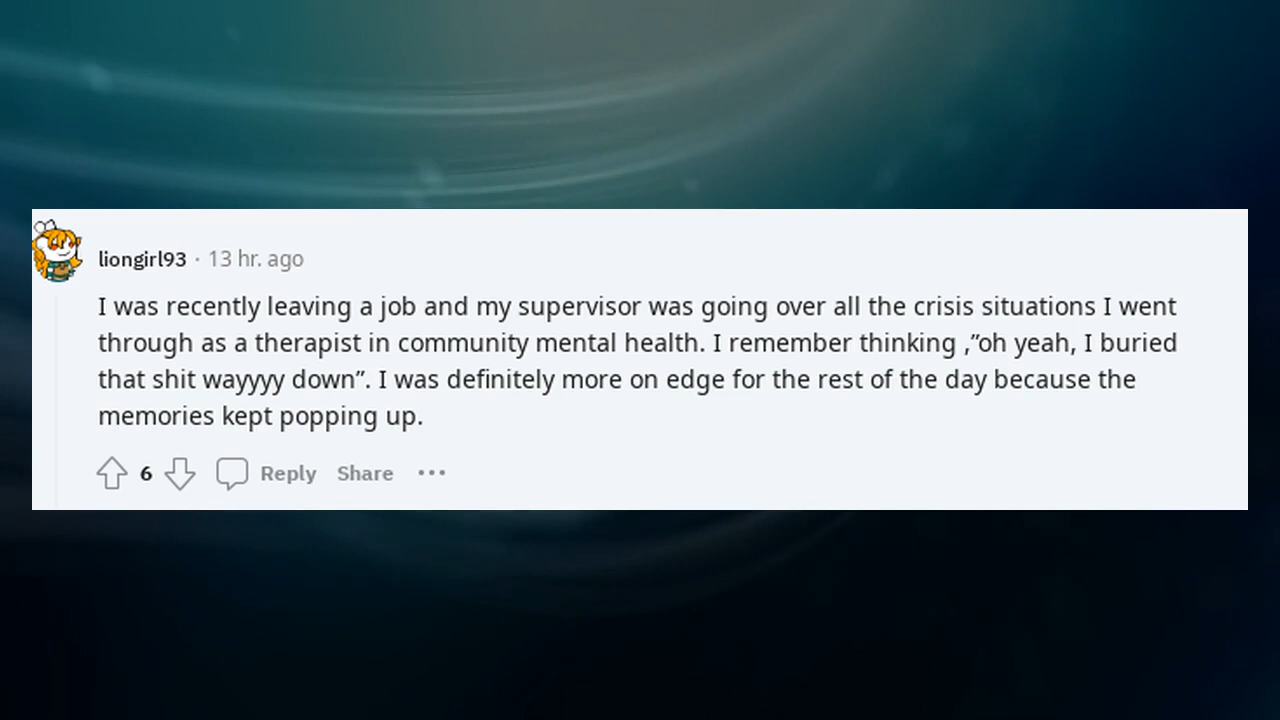 liongirl93 · 13 hr. ago
I was recently leaving a job and my supervisor was going over all the crisis situations I went
through as a therapist in community mental health. I remember thinking ,”oh yeah, I buried
that shit wayyyy down”. I was definitely more on edge for the rest of the day because the
memories kept popping up.
6 Reply Share ···